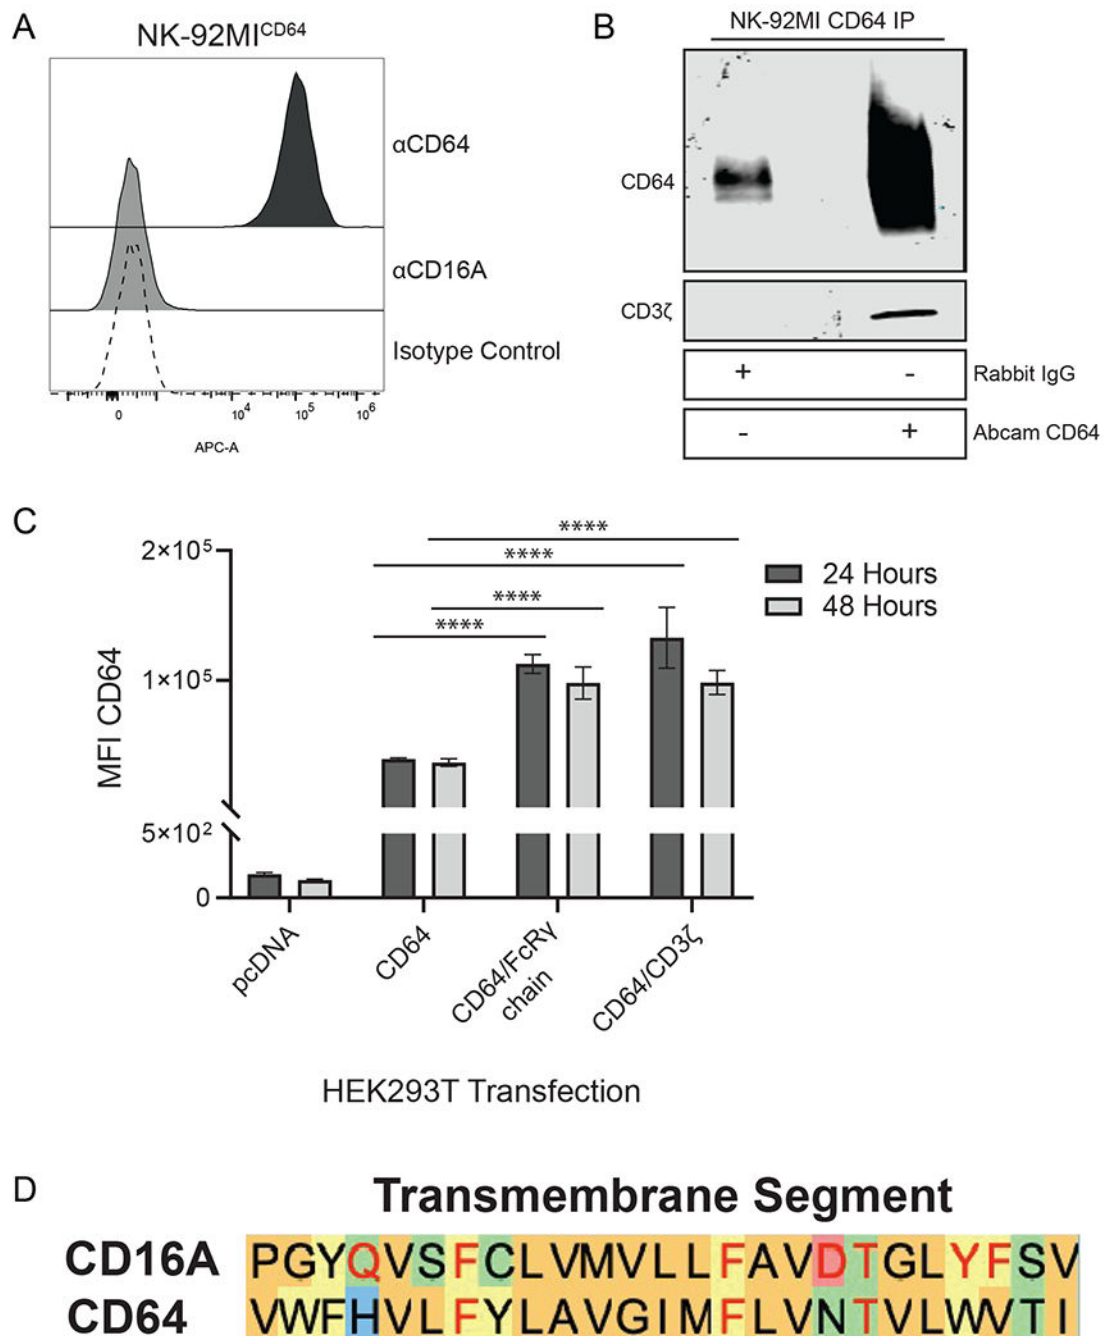 A
NK-92MI^CD64
αCD64
αCD16A
Isotype Control
0 10^4 10^5 10^6
APC-A
B
NK-92MI CD64 IP
CD64
CD3ζ
+ - Rabbit IgG
- + Abcam CD64
C
MFI CD64
2×10^5
1×10^5
5×10^2
0
****
****
****
****
24 Hours
48 Hours
pcDNA
CD64
CD64/FcRγ
chain
CD64/CD3ζ
HEK293T Transfection
D
Transmembrane Segment
CD16A PGYQVSFCLVMVLLFAVDTGLYFSV
CD64 VWFHVLFYLAVGIMFLVNTVLWVTI